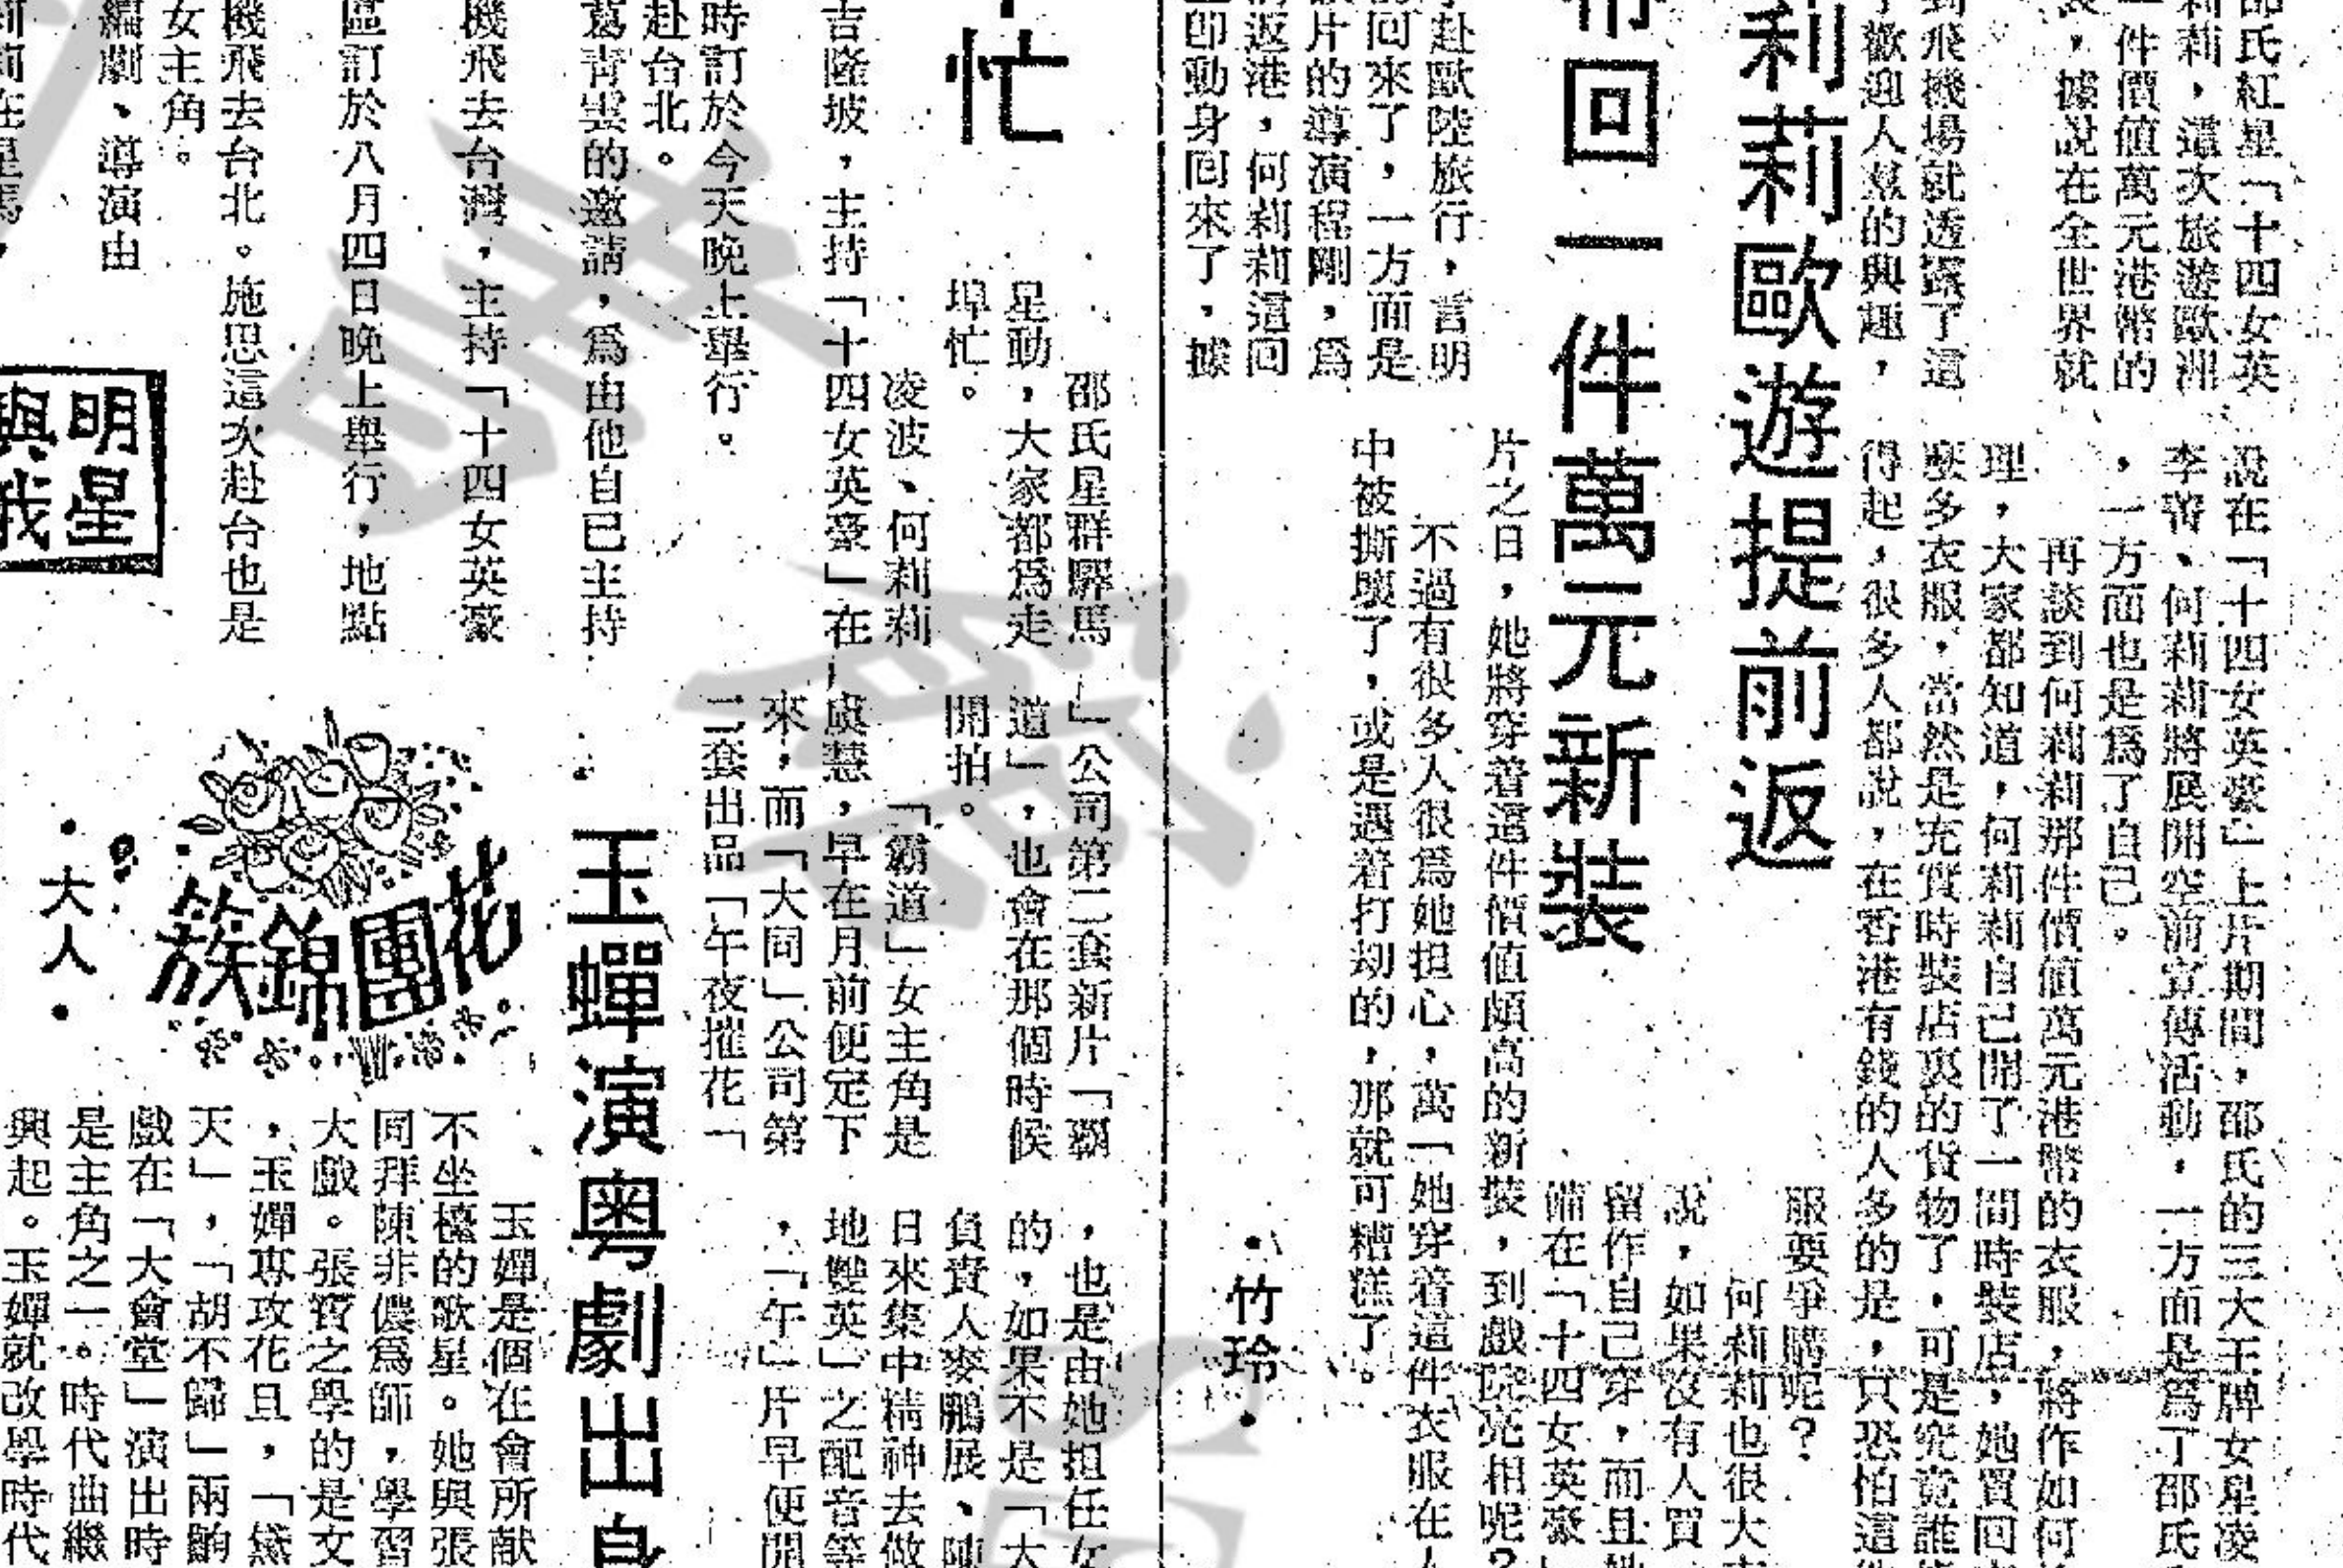 利莉歐遊提前返
帶回一件萬元新裝
邵氏紅星「十四女英
莉莉，這次旅遊歐洲
一件價值萬元港幣的
，據說在全世界就
到飛機場就透露了這
了歡迎人羣的興趣，
赴歐陸旅行，言明
的回來了，一方面是
該片的導演程剛，爲
返港，何莉莉這回
即動身回來了，據
說在「十四女英豪」上片期間，邵氏的三大王牌女星凌
李菁、何莉莉將展開空前宣傳活動，一方面是爲了邵氏
，一方面也是爲了自己。
再談到何莉莉那件價值萬元港幣的衣服，將作如何
理，大家都知道，何莉莉自己開了一間時裝店，她買回
麼多衣服，當然是充實時裝店裏的貨物了，可是究竟誰
得起，很多人都說，在香港有錢的人多的是，只恐怕這
服要爭購呢？
何莉莉也很大
說，如果沒有人買
留作自己穿，而且她
備在「十四女英豪
片之日，她將穿着這件價值頗高的新裝，到戲院亮相呢？
不過有很多人很爲她担心，萬一她穿着這件衣服在人
中被撕壞了，或是遇着打刧的，那就可糟糕了。
・竹玲・
忙
邵氏星群驛馬
星動，大家都爲走
埠忙。
凌波、何莉莉
吉隆坡，主持「十四女英豪」在
時訂於今天晚上舉行。
赴台北。
葛青雲的邀請，爲由他自己主持
機飛去台灣，主持「十四女英豪
區訂於八月四日晚上舉行，地點
機飛去台北。施思這次赴台也是
女主角。
編劇、導演由
莉莉在星馬，
」公司第二套新片「霸
道」，也會在那個時候
開拍。
「霸道」女主角是
虞慧，早在月前便定下
來，而「大同」公司第
二套出品「午夜摧花」
，也是由她担任女
的，如果不是「大
負責人麥鵬展、陳
日來集中精神去做
地雙英」之配音等
，「午」片早便開
明星
與我
花團錦簇
・大人・
玉嬋演粤劇出身
玉嬋是個在會所献
不坐檯的歌星。她與張
同拜陳非儂爲師，學習
大戲。張寳之學的是文
，玉嬋專攻花旦，「黛
天」，「胡不歸」兩齣
戲在「大會堂」演出時
是主角之一。時代曲繼
興起。玉嬋就改學時代